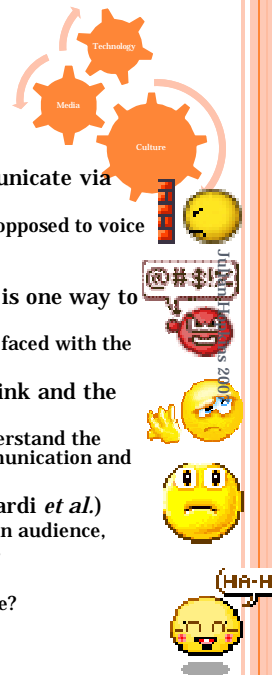 Technology
Media
Culture
unicate via
opposed to voice
@#$!
is one way to
faced with the
ink and the
erstand the
munication and
ardi et al.)
n audience,
e?
(HA-H